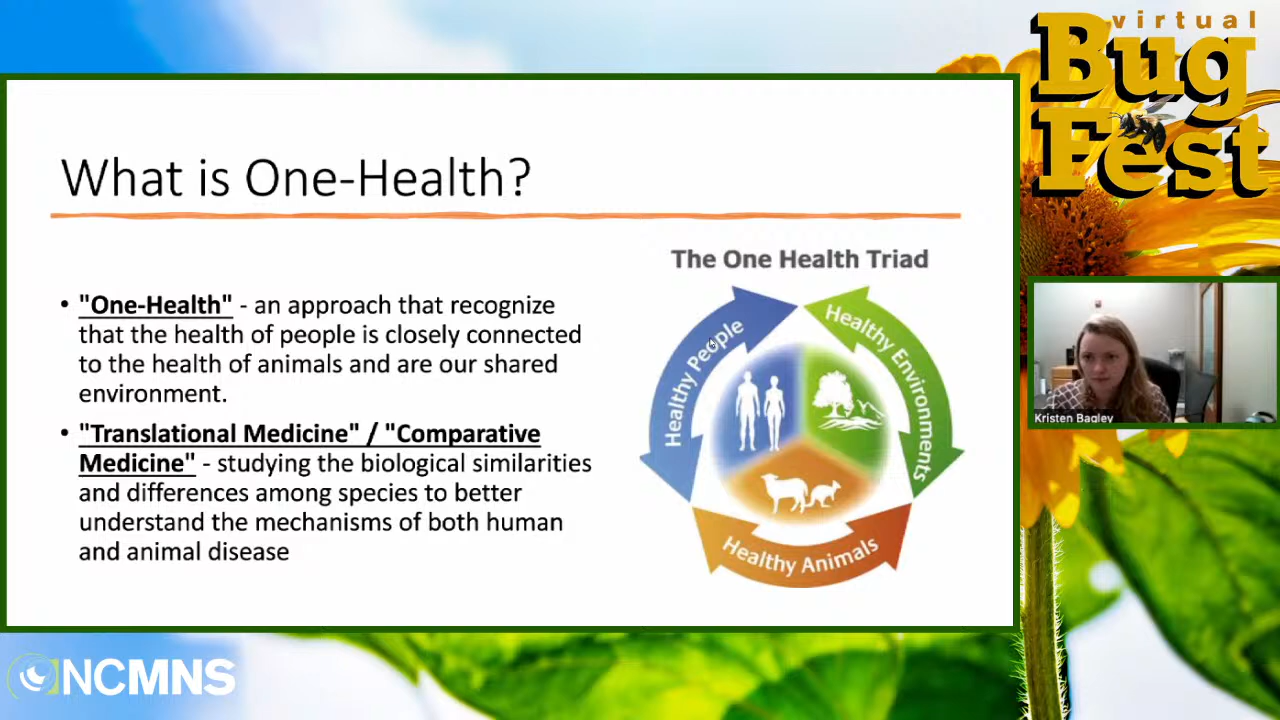 virtual
Bug
Fest
What is One-Health?
The One Health Triad
• "One-Health" - an approach that recognize
that the health of people is closely connected
to the health of animals and are our shared
environment.
• "Translational Medicine" / "Comparative
Medicine" - studying the biological similarities
and differences among species to better
understand the mechanisms of both human
and animal disease
Healthy People
Healthy Environments
Healthy Animals
Kristen Bagley
NCMNS